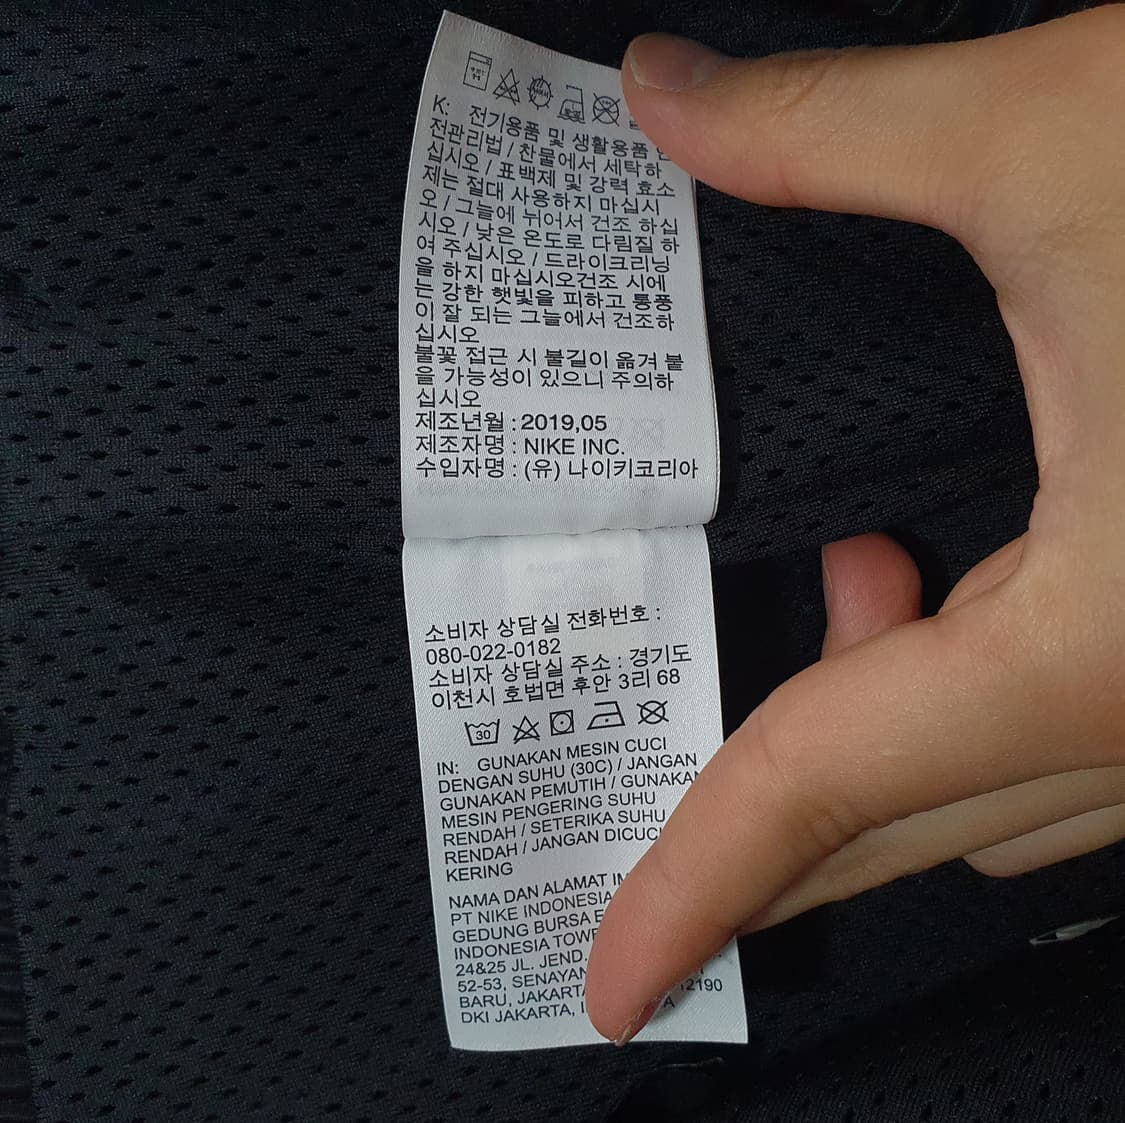 K: 전기용품 및 생활용품
전관리법 / 찬물에서 세탁하
십시오 / 표백제 및 강력 효소
제는 절대 사용하지 마십시
오 / 그늘에 뉘어서 건조 하십
시오 / 낮은 온도로 다림질 하
여 주십시오 / 드라이크리닝
을 하지 마십시오건조 시에
는 강한 햇빛을 피하고 통풍
이 잘 되는 그늘에서 건조하
십시오
불꽃 접근 시 불길이 옮겨 붙
을 가능성이 있으니 주의하
십시오
제조년월 : 2019,05
제조자명 : NIKE INC.
수입자명 : (유) 나이키코리아
소비자 상담실 전화번호 :
080-022-0182
소비자 상담실 주소 : 경기도
이천시 호법면 후안 3리 68
30
IN: GUNAKAN MESIN CUCI
DENGAN SUHU (30C) / JANGAN
GUNAKAN PEMUTIH / GUNAKAN
MESIN PENGERING SUHU
RENDAH / SETERIKA SUHU
RENDAH / JANGAN DICUCI
KERING
NAMA DAN ALAMAT
PT NIKE INDONESIA
GEDUNG BURSA
INDONESIA
24&25 JL. JEND.
52-53, SENAYAN
BARU, JAKARTA 12190
DKI JAKARTA,